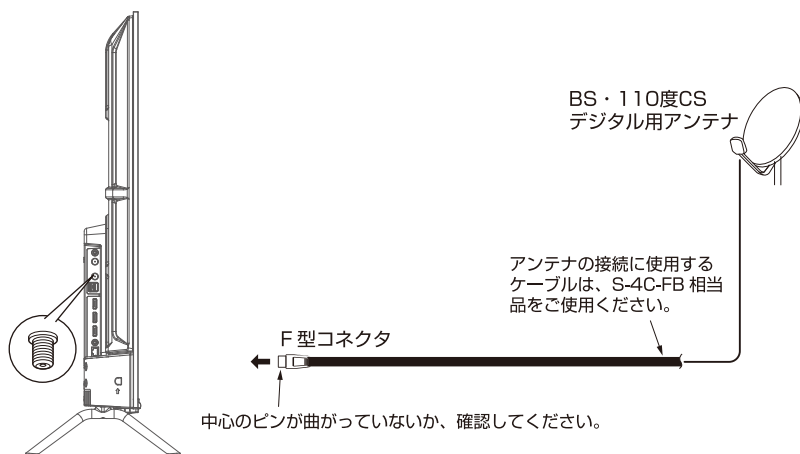 BS・110度CS
デジタル用アンテナ
アンテナの接続に使用する
ケーブルは、S-4C-FB 相当
品をご使用ください。
F 型コネクタ
中心のピンが曲がっていないか、確認してください。